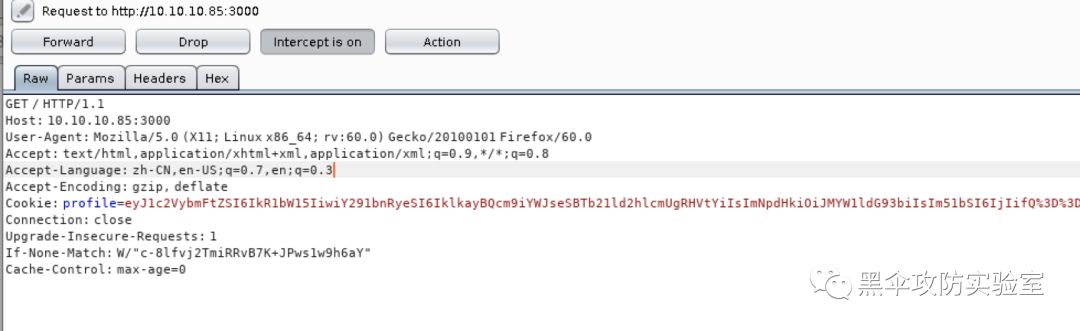 Request to http://10.10.10.85:3000
Forward Drop Intercept is on Action
Raw Params Headers Hex
GET / HTTP/1.1
Host: 10.10.10.85:3000
User-Agent: Mozilla/5.0 (X11; Linux x86_64; rv:60.0) Gecko/20100101 Firefox/60.0
Accept: text/html,application/xhtml+xml,application/xml;q=0.9,*/*;q=0.8
Accept-Language: zh-CN,en-US;q=0.7,en;q=0.3
Accept-Encoding: gzip, deflate
Cookie: profile=eyJ1c2VybmFtZSI6IkR1bW15IiwiY291bnRyeSI6IklkayBQcm9iYWJseSBTb21ld2hlcmUgRHVtYiIsImNpdHkiOiJMYW1ldG93biIsIm51bSI6IjIifQ%3D%3D
Connection: close
Upgrade-Insecure-Requests: 1
If-None-Match: W/"c-8lfvj2TmiRRvB7K+JPws1w9h6aY"
Cache-Control: max-age=0
黑伞攻防实验室